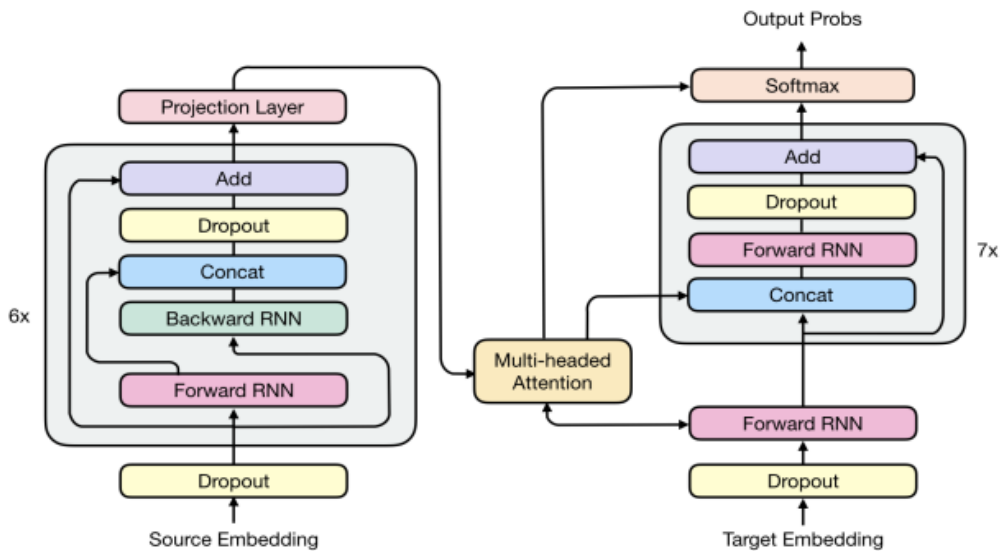 Output Probs
Softmax
Projection Layer
Add
Add
Dropout
Dropout
Forward RNN
7x
Concat
Concat
6x
Backward RNN
Multi-headed
Attention
Forward RNN
Forward RNN
Dropout
Dropout
Source Embedding
Target Embedding